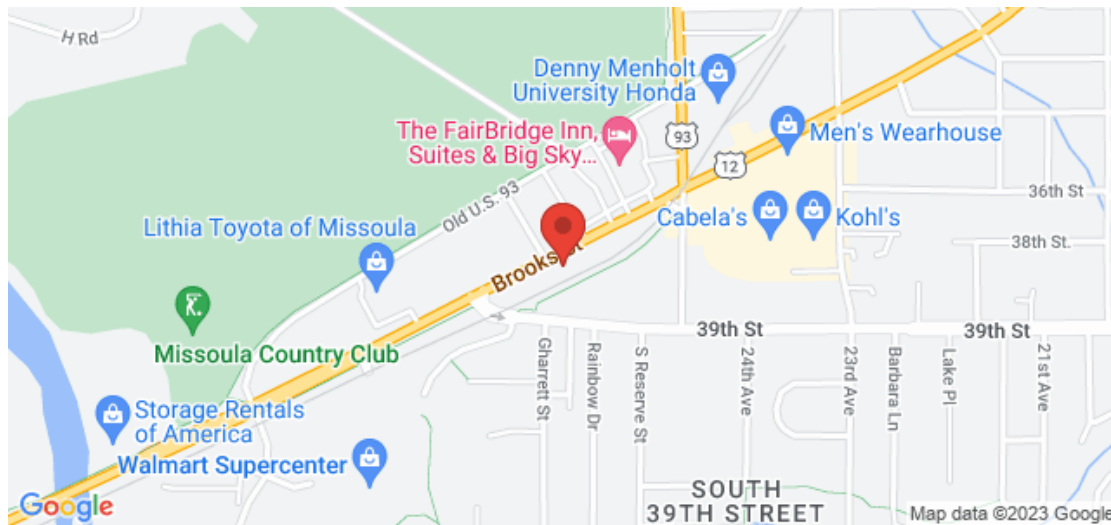 H Rd
Denny Menholt
University Honda
The FairBridge Inn,
Suites & Big Sky...
93
12
Men's Wearhouse
Old U.S. 93
36th St
Lithia Toyota of Missoula
Cabela's
Kohl's
38th St.
Brooks St
39th St
39th St
Missoula Country Club
Gharrett St
Rainbow Dr
S Reserve St
24th Ave
23rd Ave
Barbara Ln
Lake Pl
21st Ave
Storage Rentals
of America
Walmart Supercenter
SOUTH
39TH STREET
Google
Map data ©2023 Google